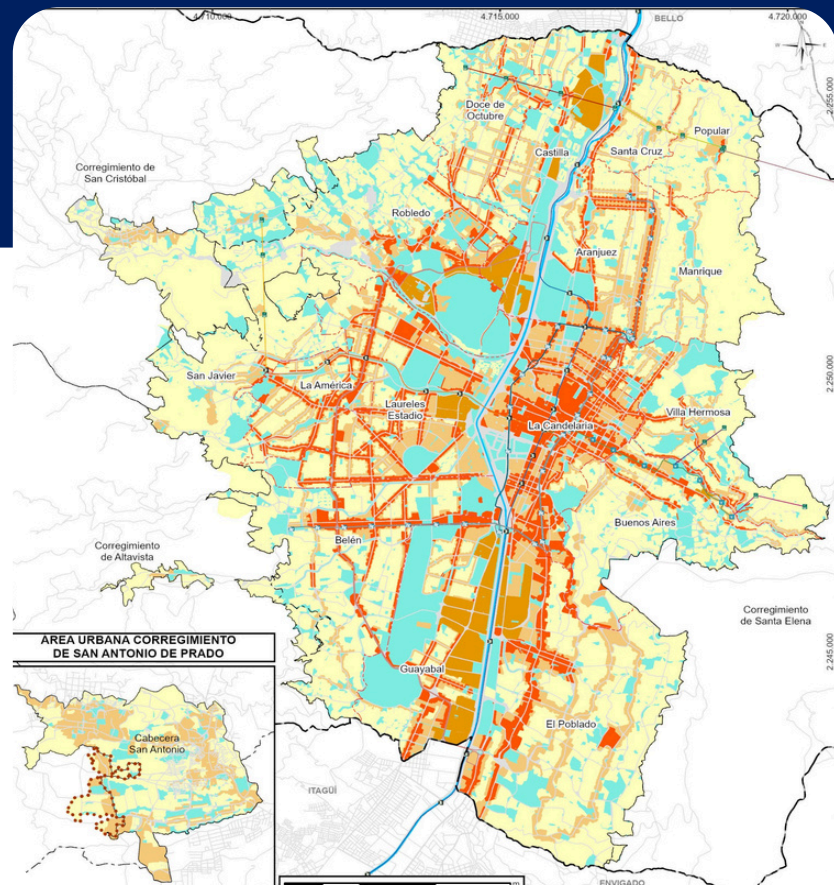 4.710.000
4.715.000
4.720.000
BELLO
2.255.000
Doce de
Octubre
Popular
Castilla
Santa Cruz
Corregimiento de
San Cristóbal
Robledo
Aranjuez
Manrique
2.250.000
San Javier
La América
Laureles
Estadio
Villa Hermosa
La Candelaria
Buenos Aires
Belén
Corregimiento
de Altavista
Corregimiento
de Santa Elena
AREA URBANA CORREGIMIENTO
DE SAN ANTONIO DE PRADO
2.245.000
Guayabal
El Poblado
Cabecera
San Antonio
ITAGÜÍ
ENVIGADO